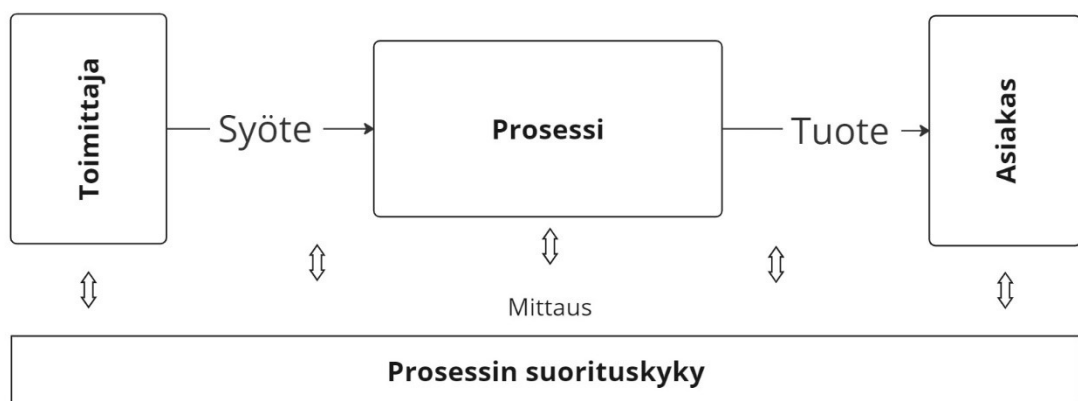 Toimittaja
Syöte
Prosessi
Tuote
Asiakas
Mittaus
Prosessin suorituskyky